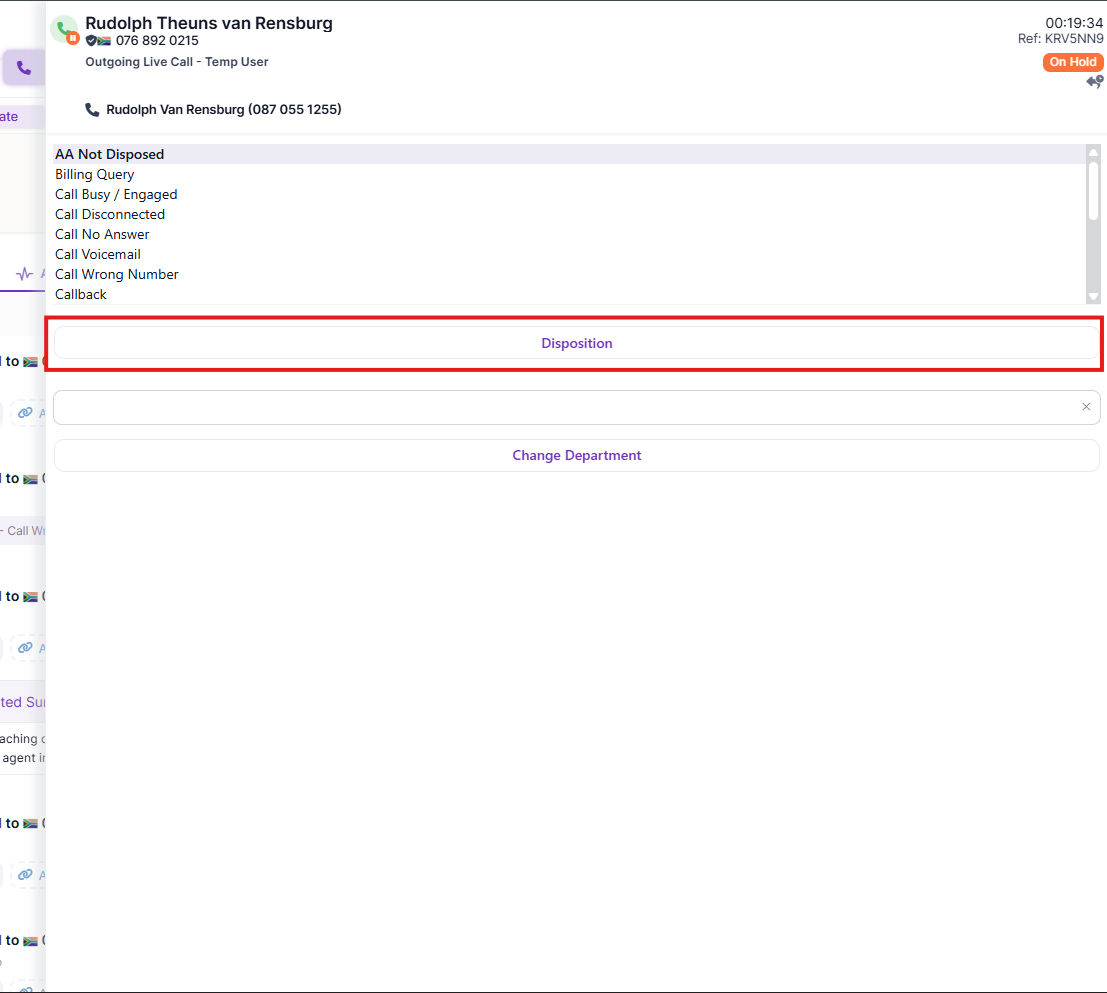 Rudolph Theuns van Rensburg
00:19:34
076 892 0215
Ref: KRV5NN9
Outgoing Live Call - Temp User
On Hold
ate
Rudolph Van Rensburg (087 055 1255)
AA Not Disposed
Billing Query
Call Busy / Engaged
Call Disconnected
Call No Answer
Call Voicemail
Call Wrong Number
Callback
to
Disposition
Change Department
to
- Call Wr
to
ted Sur
aching
agent in
to
to